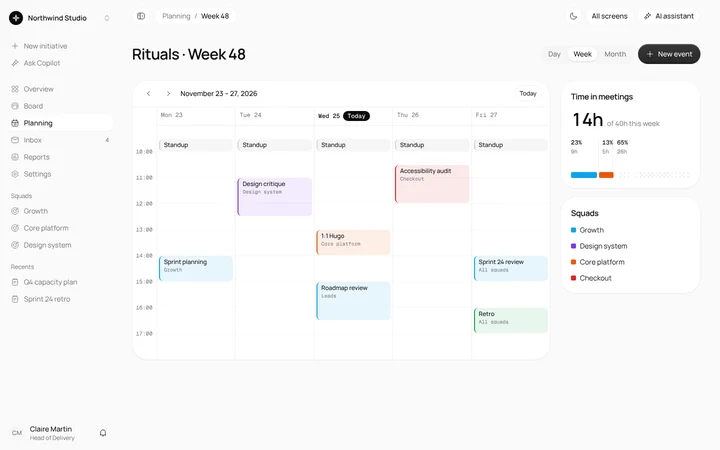 Northwind Studio
Planning / Week 48
All screens
AI assistant
New initiative
Ask Copilot
Overview
Board
Planning
Inbox 4
Reports
Settings
Squads
Growth
Core platform
Design system
Recents
Q4 capacity plan
Sprint 24 retro
CM
Claire Martin
Head of Delivery
Rituals · Week 48
Day
Week
Month
+ New event
November 23 – 27, 2026
Today
Mon 23
Tue 24
Wed 25 Today
Thu 26
Fri 27
Standup
Standup
Standup
Standup
Standup
10:00
11:00
12:00
13:00
14:00
15:00
16:00
17:00
Sprint planning
Growth
Design critique
Design system
1:1 Hugo
Core platform
Roadmap review
Leads
Accessibility audit
Checkout
Sprint 24 review
All squads
Retro
All squads
Time in meetings
14h of 40h this week
23% 13% 65%
9h 5h 26h
Squads
Growth
Design system
Core platform
Checkout